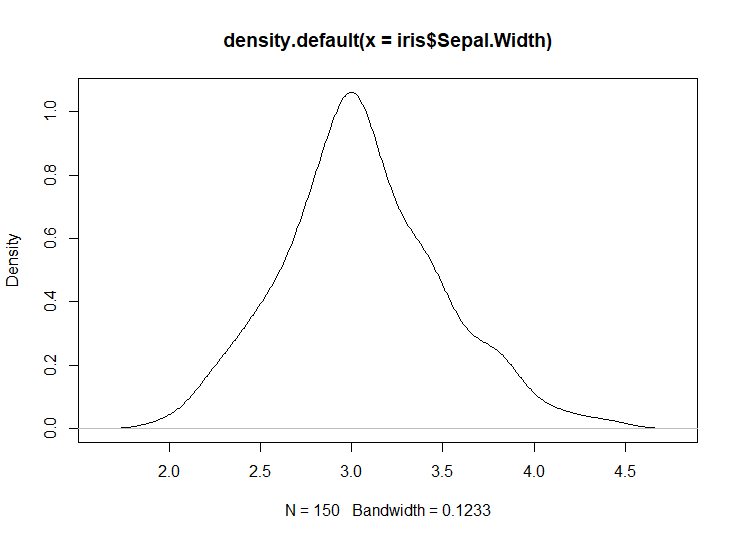 density.default(x = iris$Sepal.Width)
Density
1.0
0.8
0.6
0.4
0.2
0.0
2.0 2.5 3.0 3.5 4.0 4.5
N = 150 Bandwidth = 0.1233